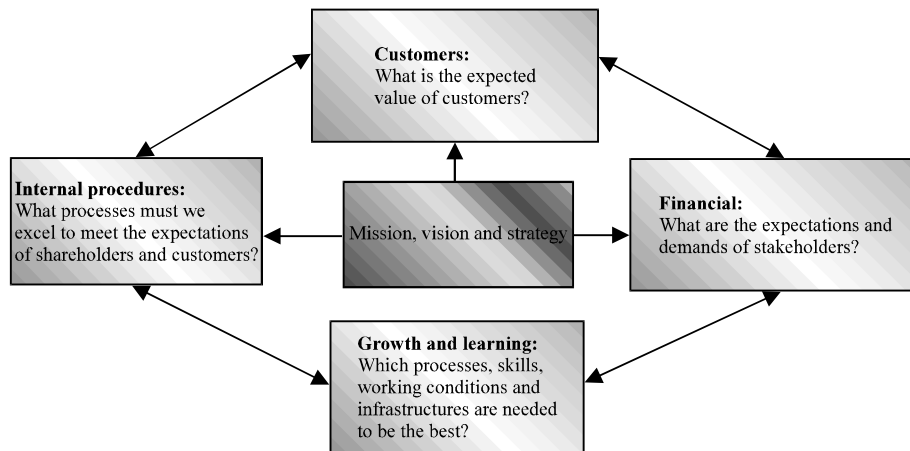 Customers:
What is the expected
value of customers?
Internal procedures:
What processes must we
excel to meet the expectations
of shareholders and customers?
Mission, vision and strategy
Financial:
What are the expectations and
demands of stakeholders?
Growth and learning:
Which processes, skills,
working conditions and
infrastructures are needed
to be the best?